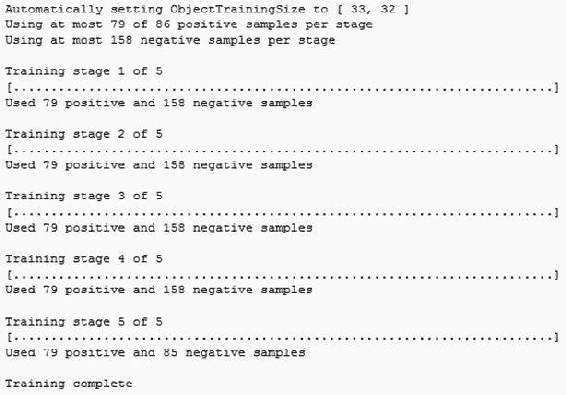 Automatically setting ObjectTrainingSize to [ 33, 32 ]
Using at most 79 of 86 positive samples per stage
Using at most 158 negative samples per stage
Training stage 1 of 5
[.......................................................................]
Used 79 positive and 158 negative samples
Training stage 2 of 5
[.......................................................................]
Used 79 positive and 158 negative samples
Training stage 3 of 5
[.......................................................................]
Used 79 positive and 158 negative samples
Training stage 4 of 5
[.......................................................................]
Used 79 positive and 158 negative samples
Training stage 5 of 5
[.......................................................................]
Used 79 positive and 85 negative samples
Training complete